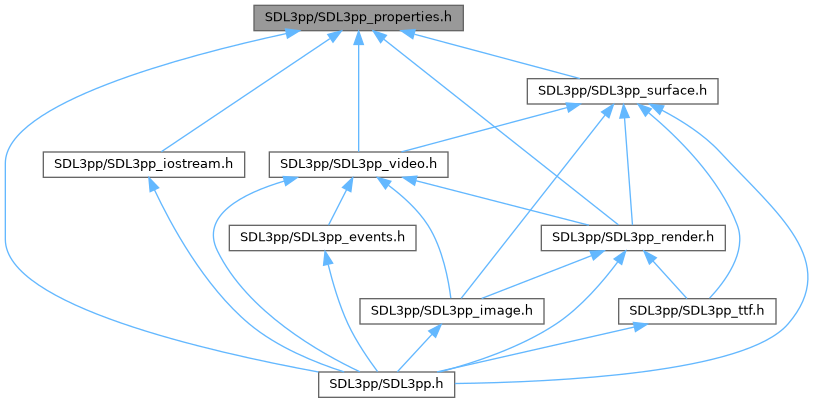 SDL3pp/SDL3pp_properties.h
SDL3pp/SDL3pp_surface.h
SDL3pp/SDL3pp_iostream.h
SDL3pp/SDL3pp_video.h
SDL3pp/SDL3pp_events.h
SDL3pp/SDL3pp_render.h
SDL3pp/SDL3pp_image.h
SDL3pp/SDL3pp_ttf.h
SDL3pp/SDL3pp.h